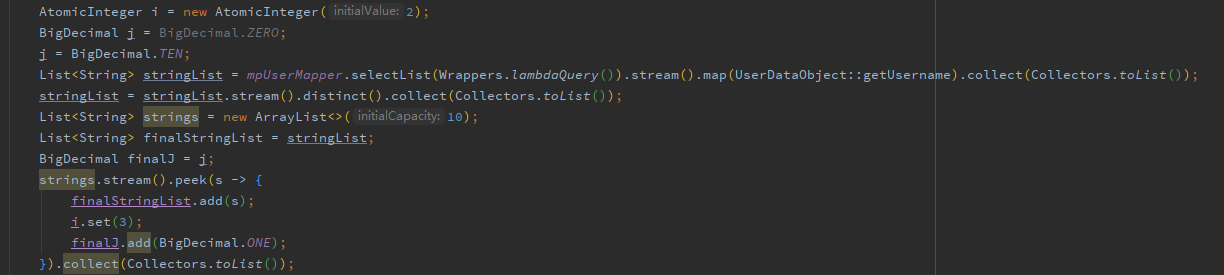 AtomicInteger i = new AtomicInteger( initialValue: 2);
BigDecimal j = BigDecimal.ZERO;
j = BigDecimal.TEN;
List<String> stringList = mpUserMapper.selectList(Wrappers.lambdaQuery()).stream().map(UserDataObject::getUsername).collect(Collectors.toList());
stringList = stringList.stream().distinct().collect(Collectors.toList());
List<String> strings = new ArrayList<>( initialCapacity: 10);
List<String> finalStringList = stringList;
BigDecimal finalJ = j;
strings.stream().peek(s -> {
    finalStringList.add(s);
    i.set(3);
    finalJ.add(BigDecimal.ONE);
}).collect(Collectors.toList());